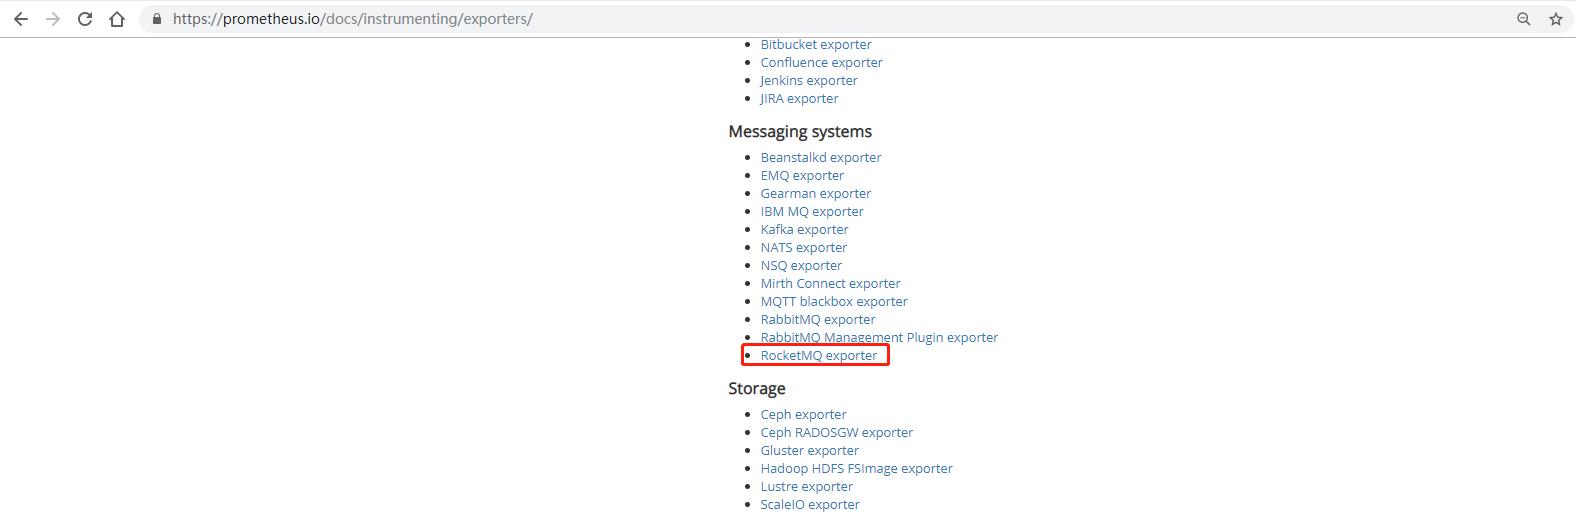 https://prometheus.io/docs/instrumenting/exporters/
Bitbucket exporter
Confluence exporter
Jenkins exporter
JIRA exporter
Messaging systems
Beanstalkd exporter
EMQ exporter
Gearman exporter
IBM MQ exporter
Kafka exporter
NATS exporter
NSQ exporter
Mirth Connect exporter
MQTT blackbox exporter
RabbitMQ exporter
RabbitMQ Management Plugin exporter
RocketMQ exporter
Storage
Ceph exporter
Ceph RADOSGW exporter
Gluster exporter
Hadoop HDFS FSImage exporter
Lustre exporter
ScaleIO exporter